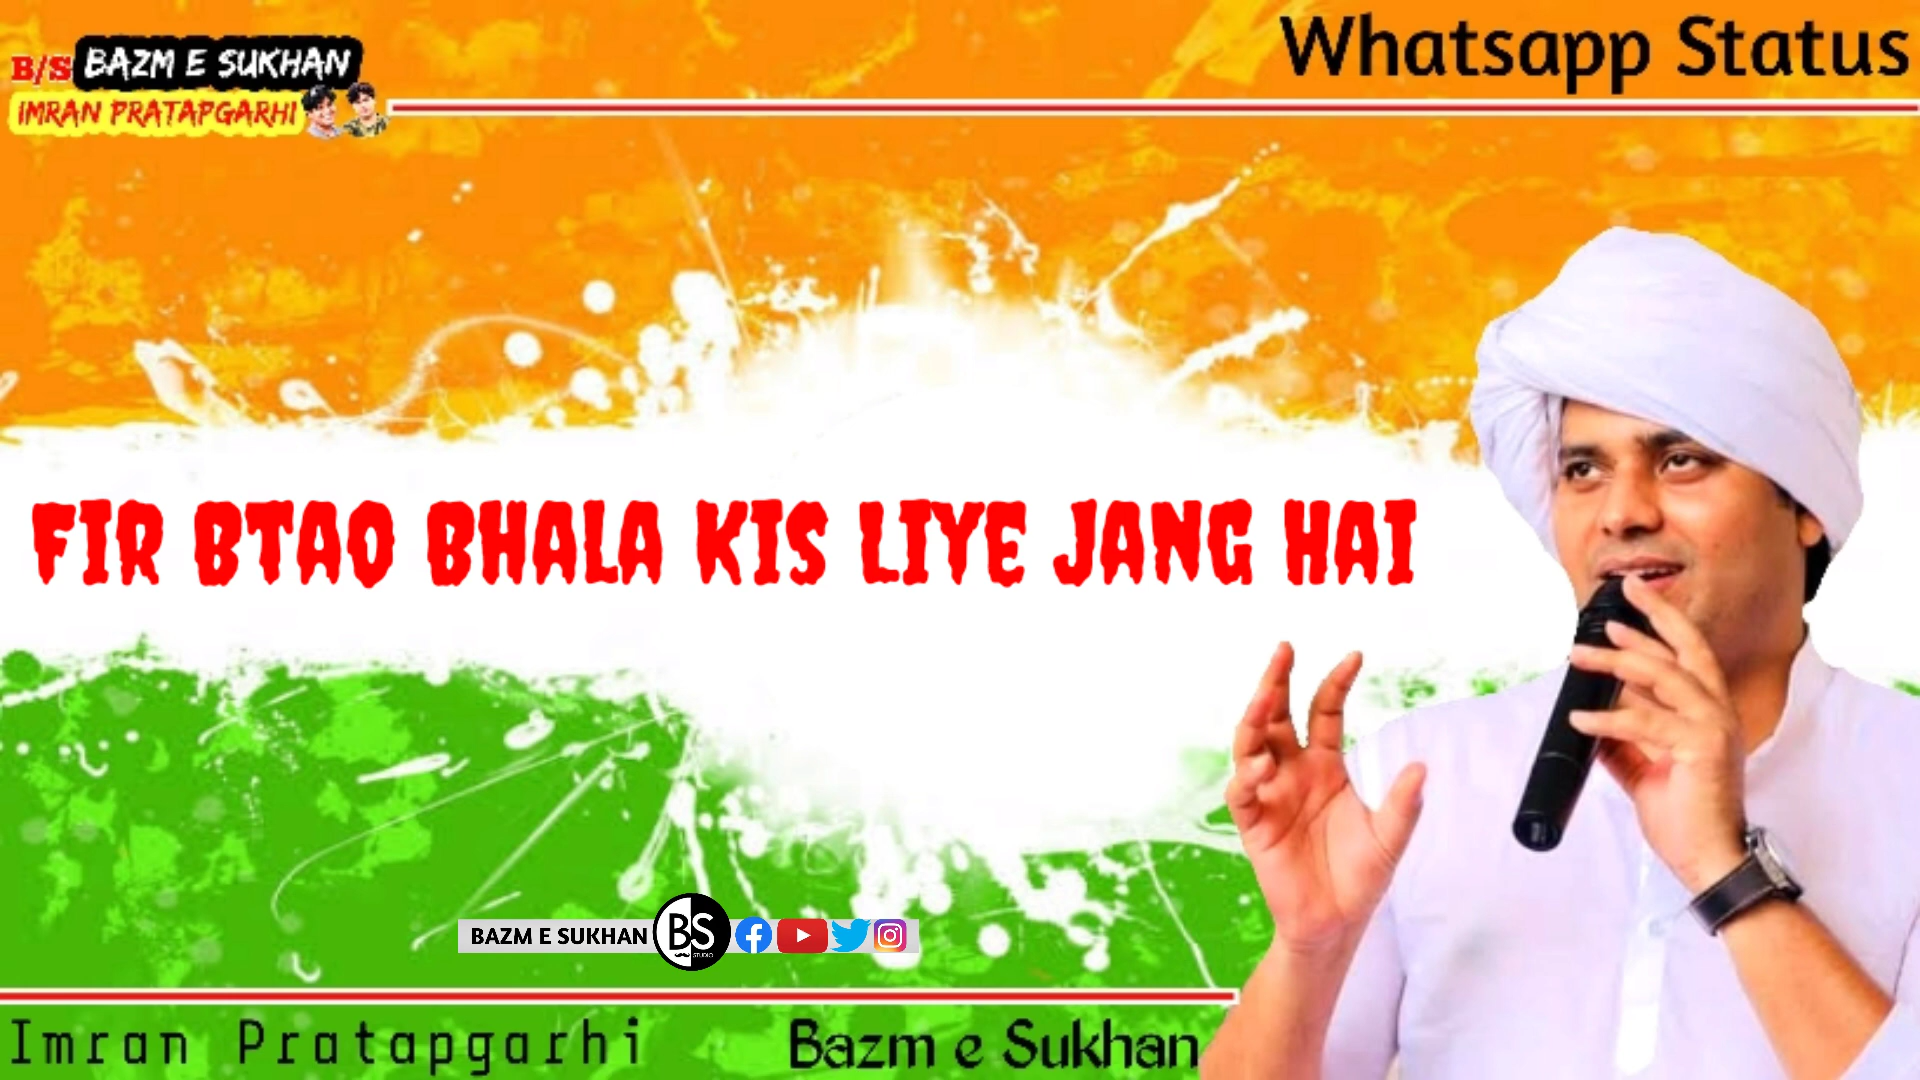 Whatsapp Status
B/S BAZM E SUKHAN
IMRAN PRATAPGARHI
FIR BTAO BHALA KIS LIYE JANG HAI
BAZM E SUKHAN BS STUDIO
Imran Pratapgarhi
Bazm e Sukhan